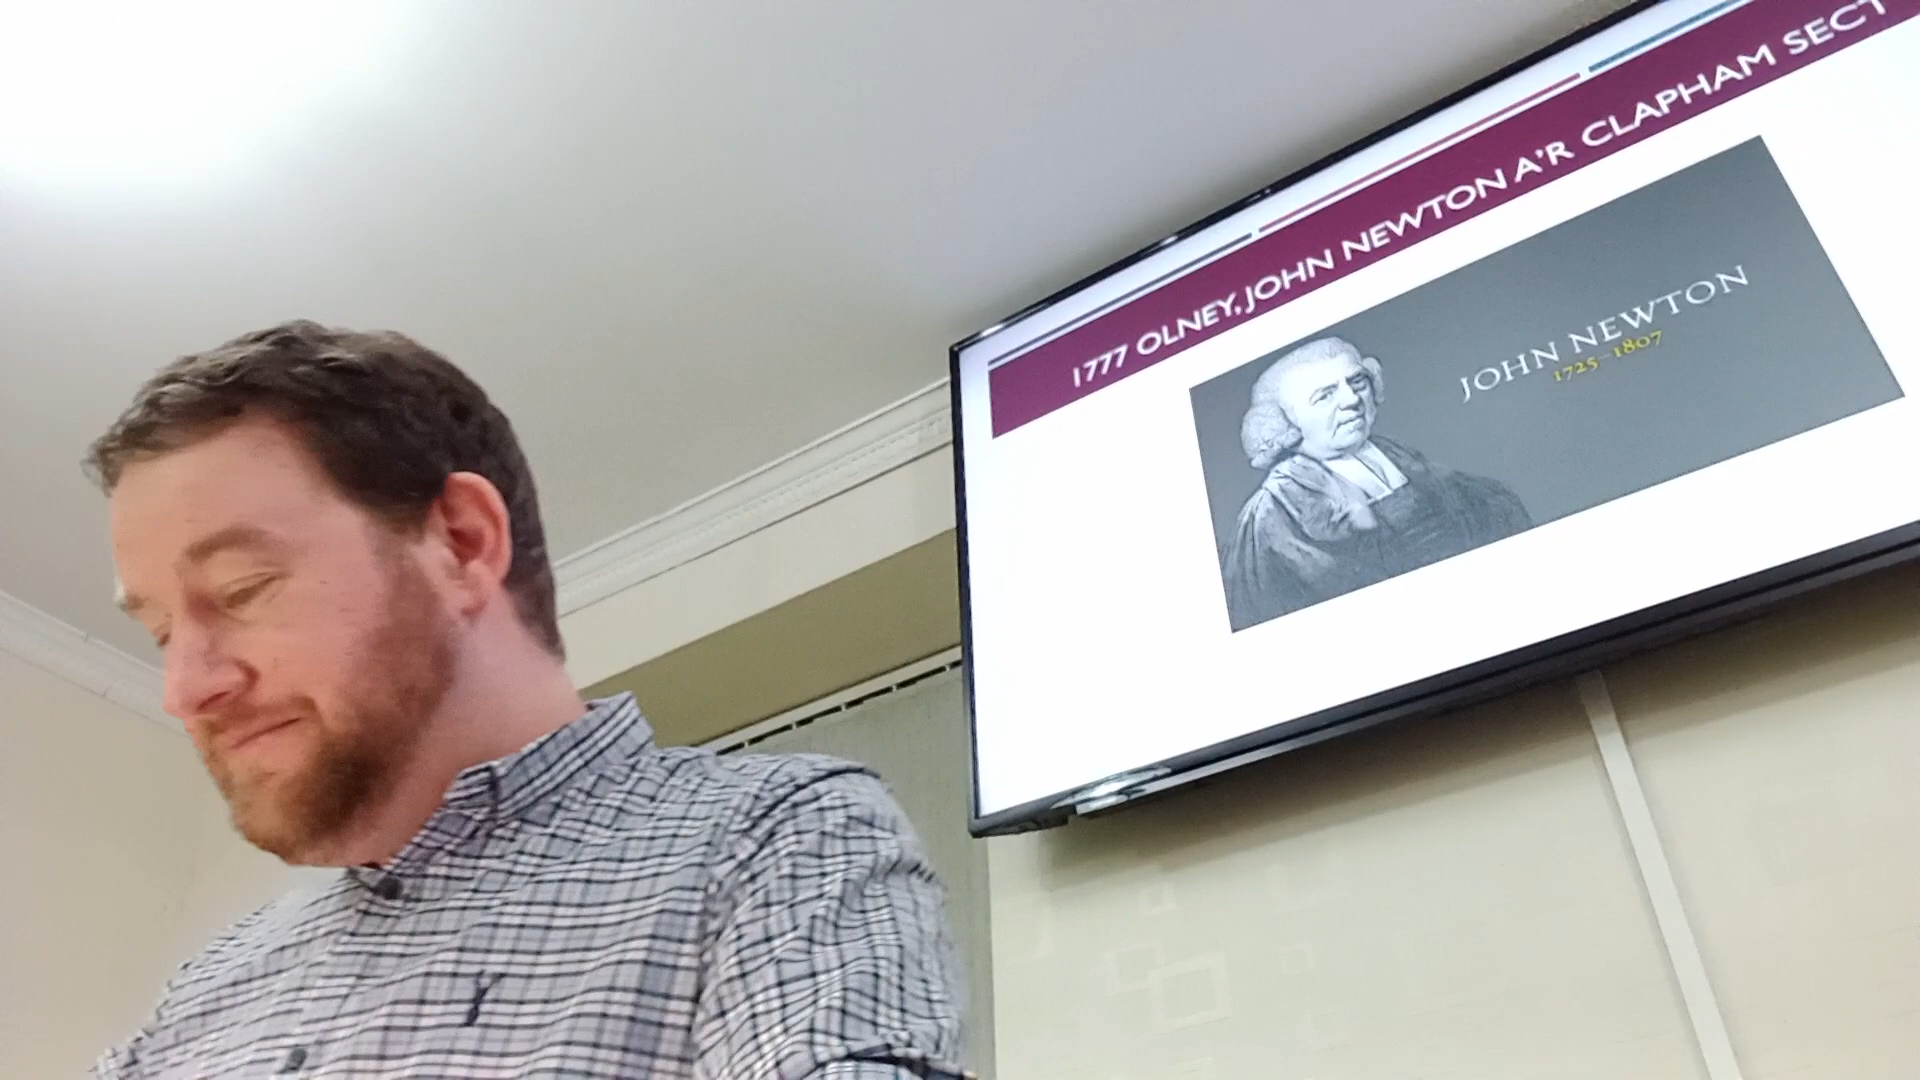 1777 OLNEY, JOHN NEWTON A'R CLAPHAM SECT
JOHN NEWTON
1725–1807